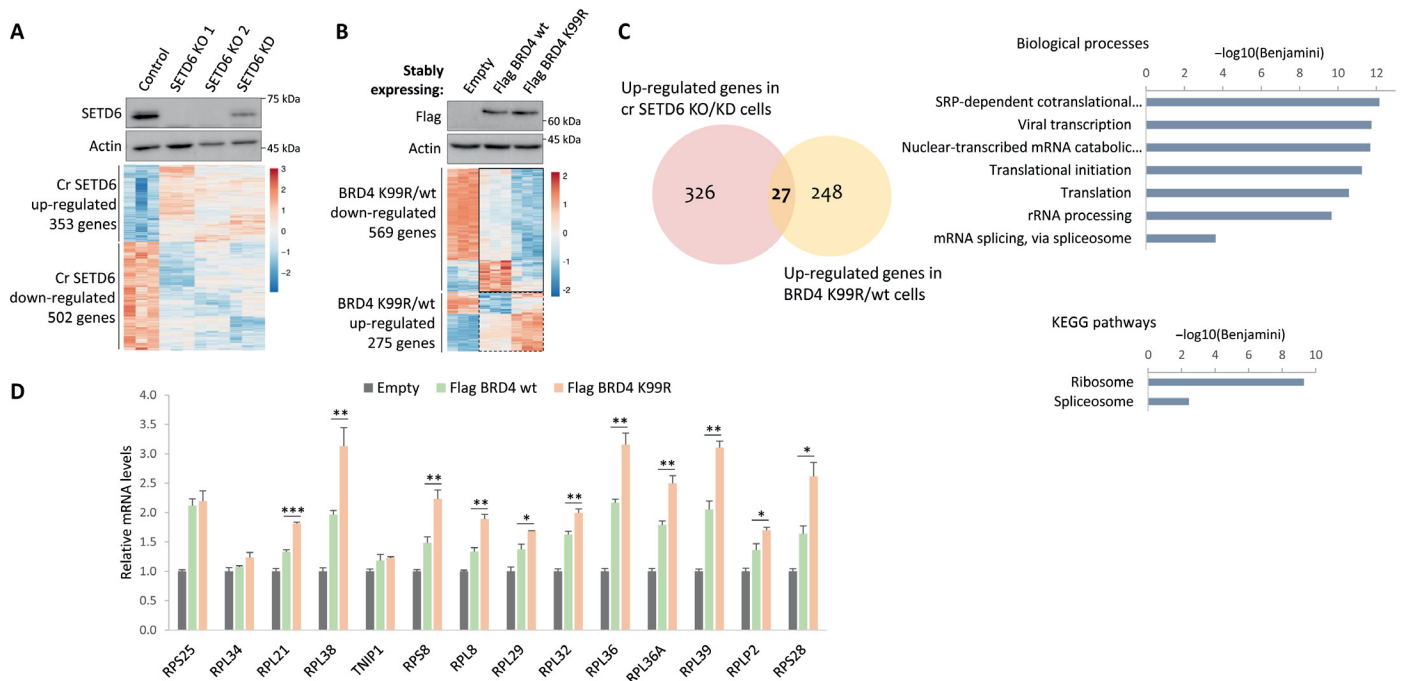 A
Control
SETD6 KO 1
SETD6 KO 2
SETD6 KD
75 kDa
SETD6
Actin
45 kDa
Cr SETD6
up-regulated
353 genes
Cr SETD6
down-regulated
502 genes
3
2
1
0
−1
−2
B
Stably
expressing:
Empty
Flag BRD4 wt
Flag BRD4 K99R
Flag
60 kDa
45 kDa
Actin
BRD4 K99R/wt
down-regulated
569 genes
BRD4 K99R/wt
up-regulated
275 genes
2
1
0
-1
-2
C
Up-regulated genes in
cr SETD6 KO/KD cells
326
27
248
Up-regulated genes in
BRD4 K99R/wt cells
Biological processes
−log10(Benjamini)
0 2 4 6 8 10 12
SRP-dependent cotranslational...
Viral transcription
Nuclear-transcribed mRNA catabolic...
Translational initiation
Translation
rRNA processing
mRNA splicing, via spliceosome
KEGG pathways
−log10(Benjamini)
0 2 4 6 8 10
Ribosome
Spliceosome
D
Empty Flag BRD4 wt Flag BRD4 K99R
Relative mRNA levels
4.0
3.5
3.0
2.5
2.0
1.5
1.0
0.5
0.0
*** ** ** ** * ** ** ** ** * *
RPS25 RPL34 RPL21 RPL38 TNIP1 RPS8 RPL8 RPL29 RPL32 RPL36 RPL36A RPL39 RPLP2 RPS28